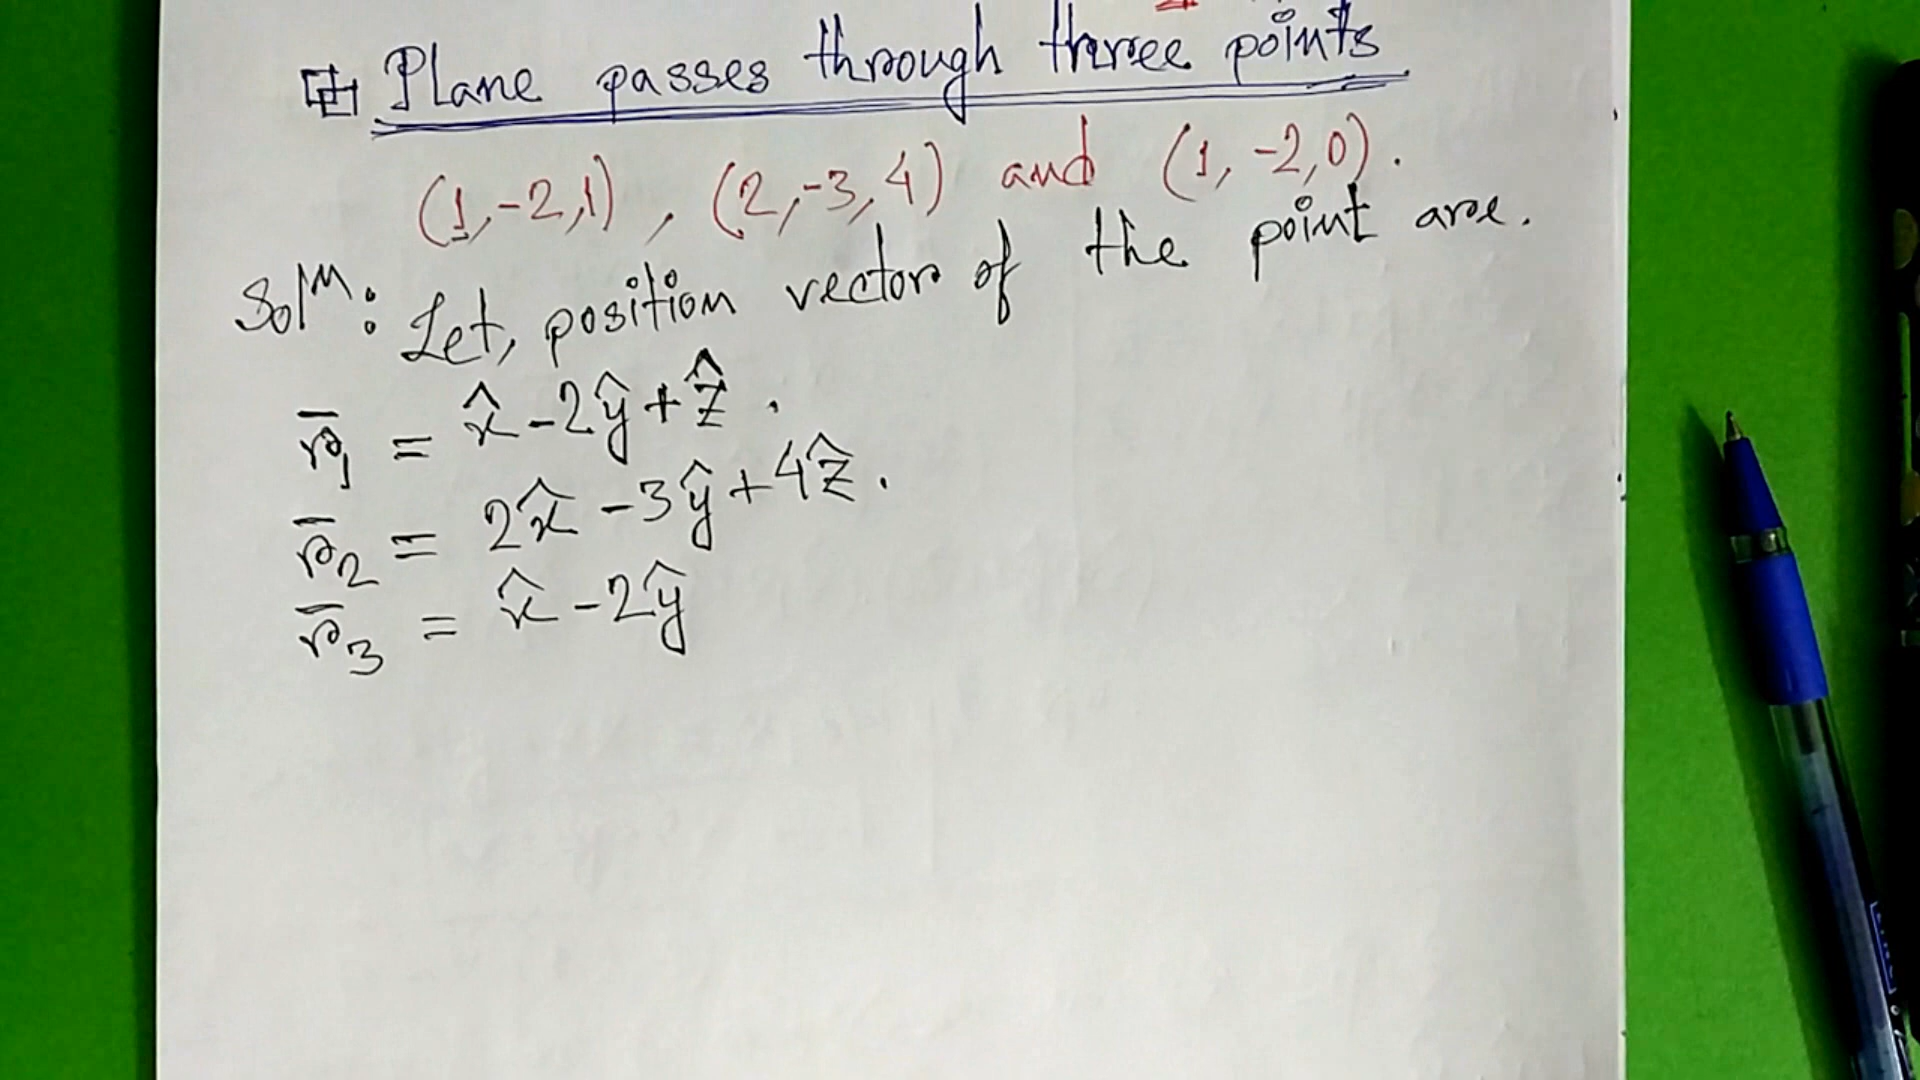 Plane passes through three points
(1,-2,1), (2,-3,4) and (1,-2,0).
Solⁿ: Let, position vector of the point are.
r̄₁ = x̂ - 2ŷ + ẑ.
r̄₂ = 2x̂ - 3ŷ + 4ẑ.
r̄₃ = x̂ - 2ŷ